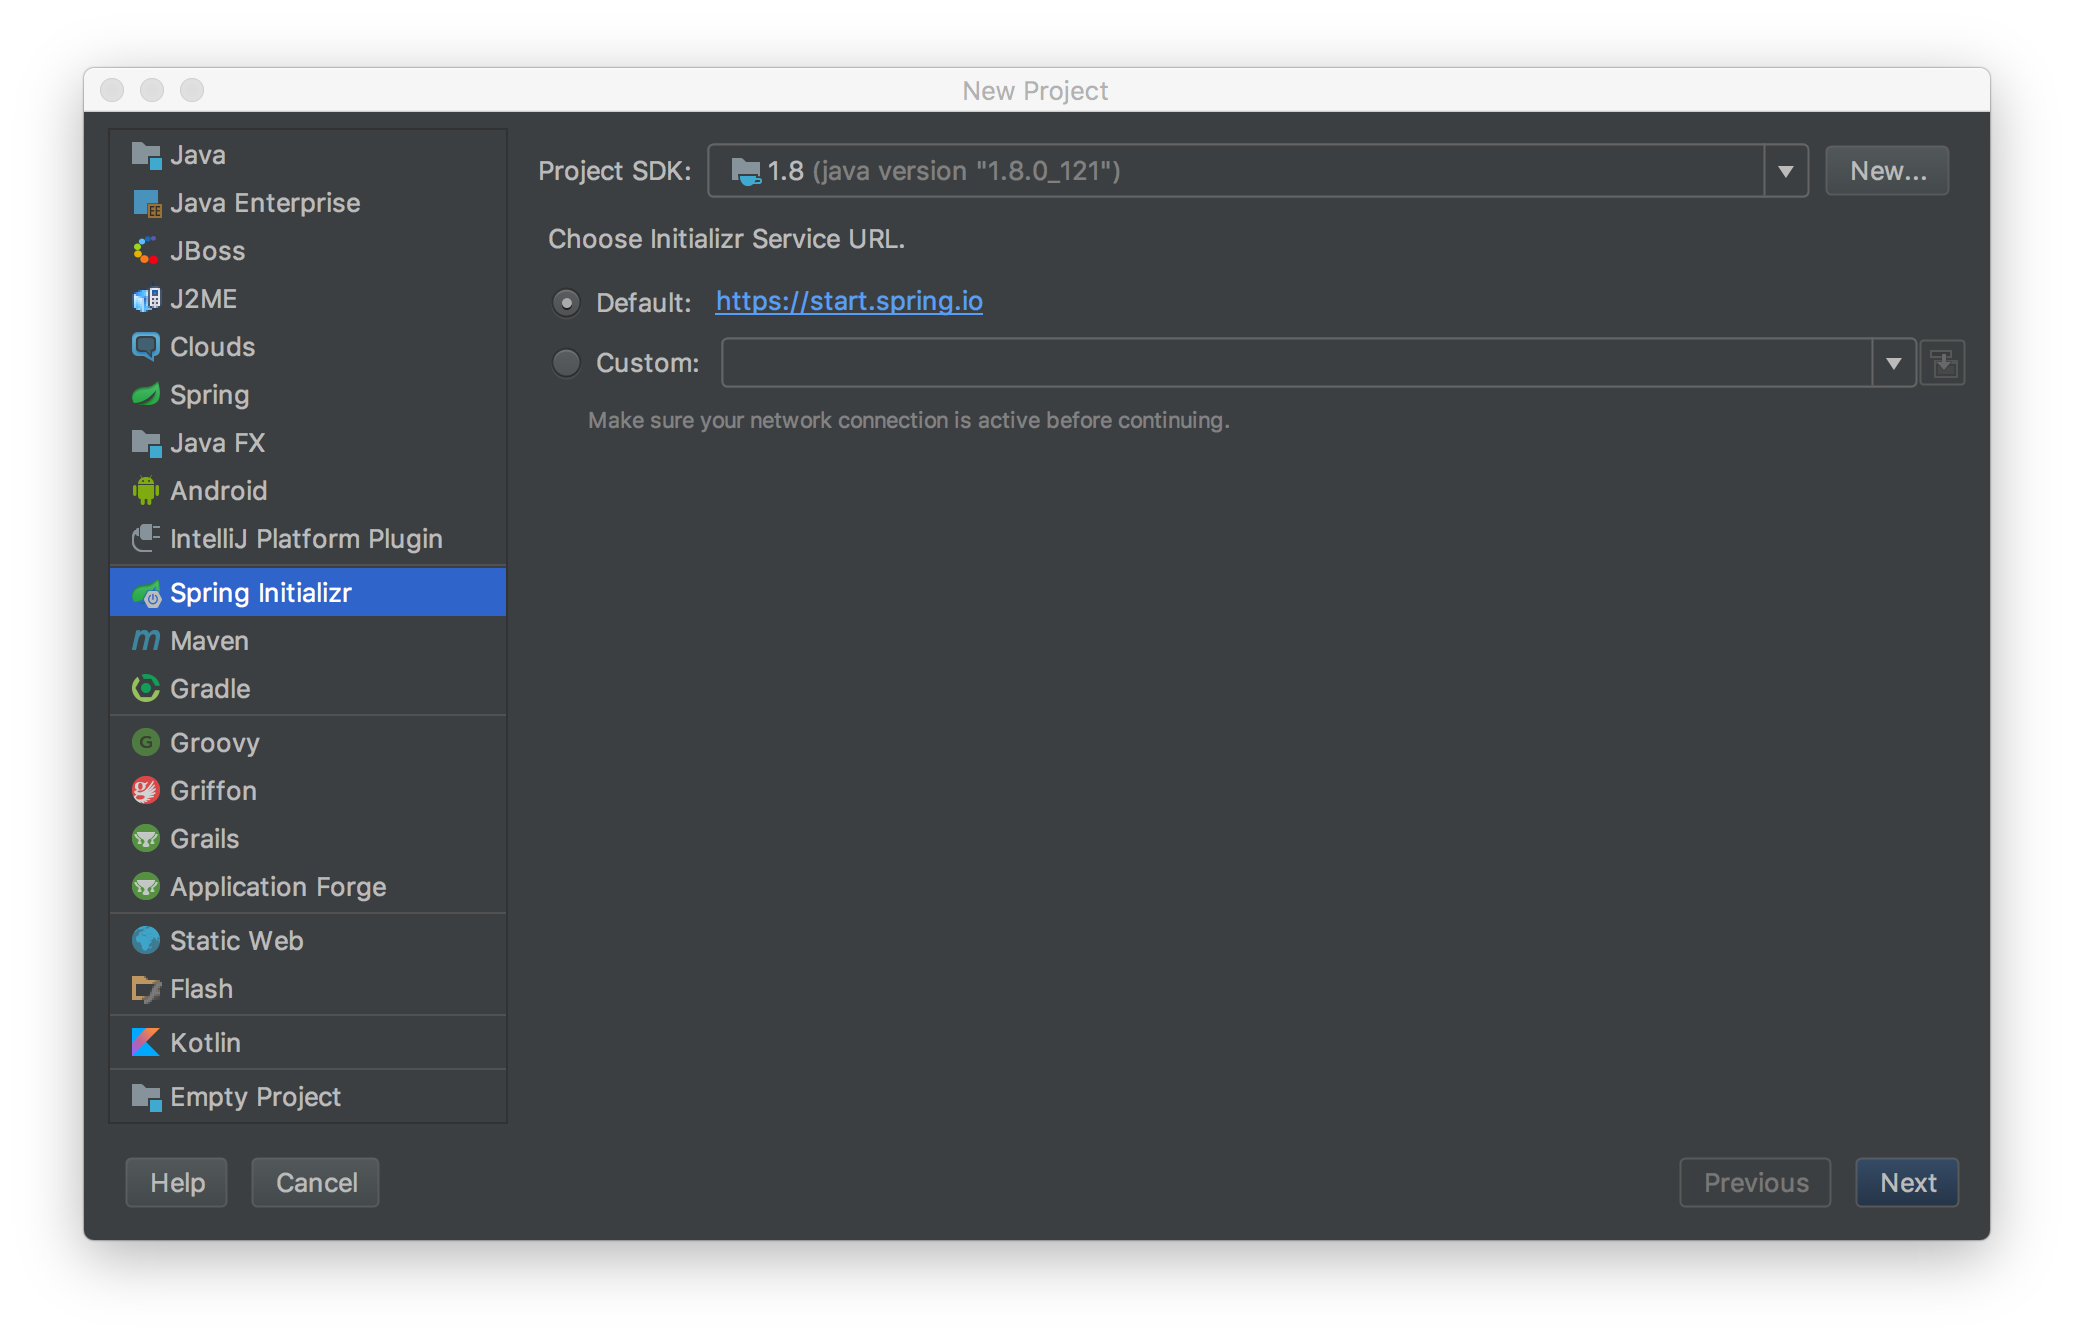 New Project
Java
Java Enterprise
JBoss
J2ME
Clouds
Spring
Java FX
Android
IntelliJ Platform Plugin
Spring Initializr
Maven
Gradle
Groovy
Griffon
Grails
Application Forge
Static Web
Flash
Kotlin
Empty Project
Project SDK: 1.8 (java version "1.8.0_121") New...
Choose Initializr Service URL.
Default: https://start.spring.io
Custom:
Make sure your network connection is active before continuing.
Help Cancel Previous Next